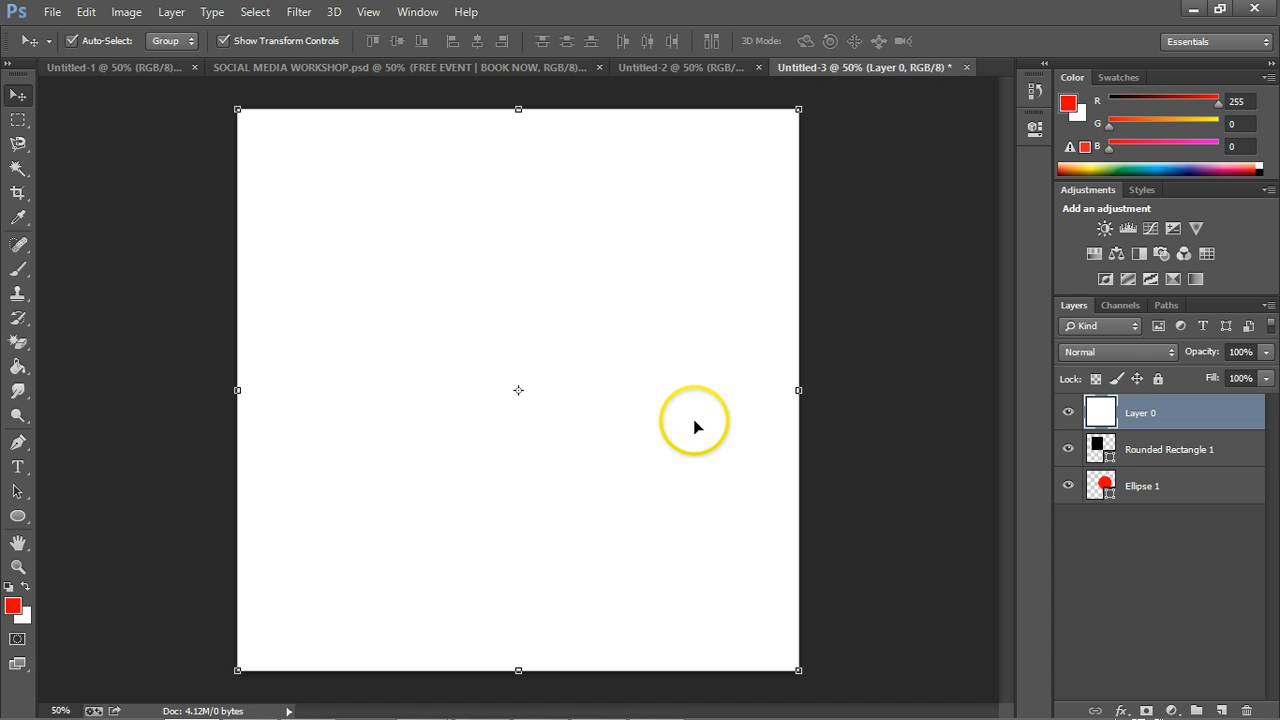 Ps File Edit Image Layer Type Select Filter 3D View Window Help
Auto-Select: Group Show Transform Controls 3D Mode: Essentials
Untitled-1 @ 50% (RGB/8)... × SOCIAL MEDIA WORKSHOP.psd @ 50% (FREE EVENT | BOOK NOW, RGB/8)... × Untitled-2 @ 50% (RGB/... × Untitled-3 @ 50% (Layer 0, RGB/8) * ×
Color Swatches
R 255
G 0
B 0
Adjustments Styles
Add an adjustment
Layers Channels Paths
Kind
Normal Opacity: 100%
Lock: Fill: 100%
Layer 0
Rounded Rectangle 1
Ellipse 1
50% Doc: 4.12M/0 bytes